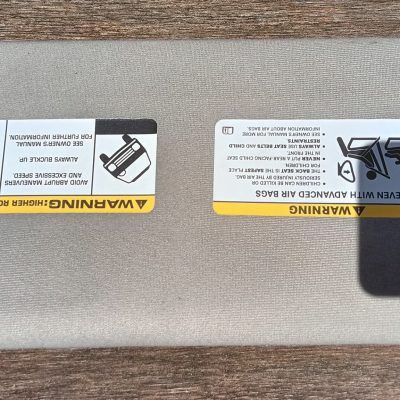 WARNING
EVEN WITH ADVANCED AIR BAGS
• CHILDREN CAN BE KILLED OR
SERIOUSLY INJURED BY THE AIR BAG.
• THE BACK SEAT IS THE SAFEST PLACE
FOR CHILDREN.
• NEVER PUT A REAR-FACING CHILD SEAT
IN THE FRONT.
• ALWAYS USE SEAT BELTS AND CHILD
RESTRAINTS
• SEE OWNER'S MANUAL FOR MORE
INFORMATION ABOUT AIR BAGS.
WARNING: HIGHER RO
AVOID ABRUPT MANEUVERS
AND EXCESSIVE SPEED.
ALWAYS BUCKLE UP
SEE OWNER'S MANUAL
FOR FURTHER INFORMATION.